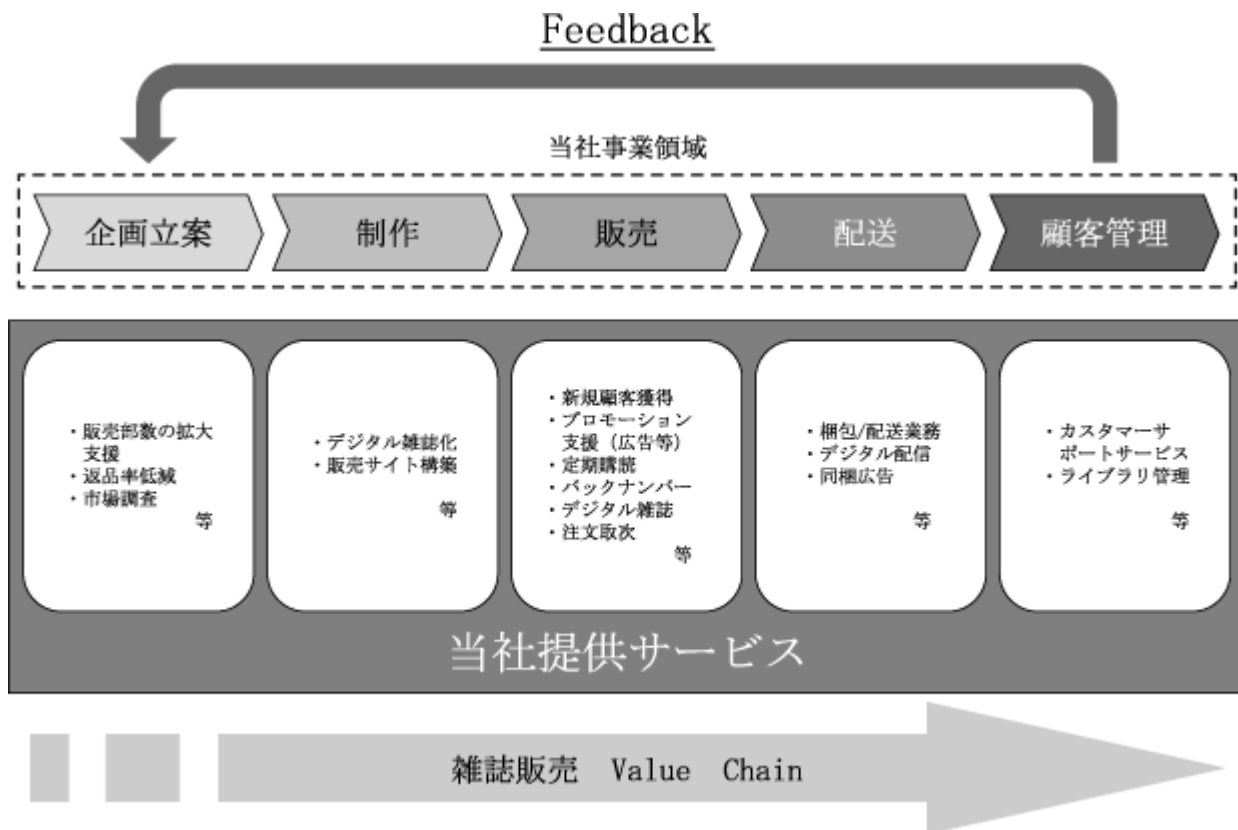 Feedback
当社事業領域
企画立案
制作
販売
配送
顧客管理
・販売部数の拡大
支援
・返品率低減
・市場調査
等
・デジタル雑誌化
・販売サイト構築
等
・新規顧客獲得
・プロモーション
支援（広告等）
・定期購読
・バックナンバー
・デジタル雑誌
・注文取次
等
・梱包/配送業務
・デジタル配信
・同梱広告
等
・カスタマーサ
ポートサービス
・ライブラリ管理
等
当社提供サービス
雑誌販売　Value　Chain